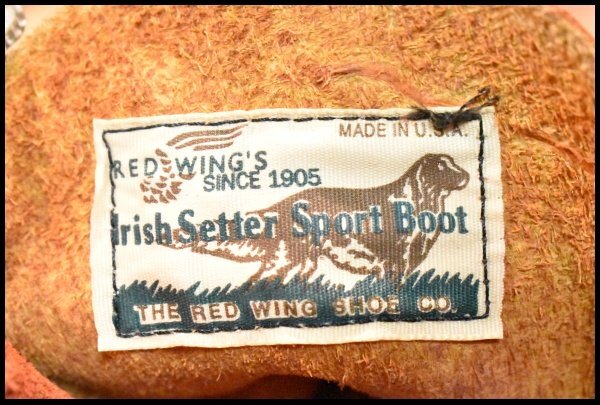 MADE IN U.S.A.
RED WING'S
SINCE 1905
Irish Setter Sport Boot
THE RED WING SHOE CO.